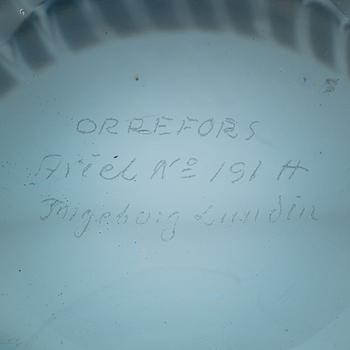 ORREFORS
Ariel Nº 191 H
Ingeborg Lundin